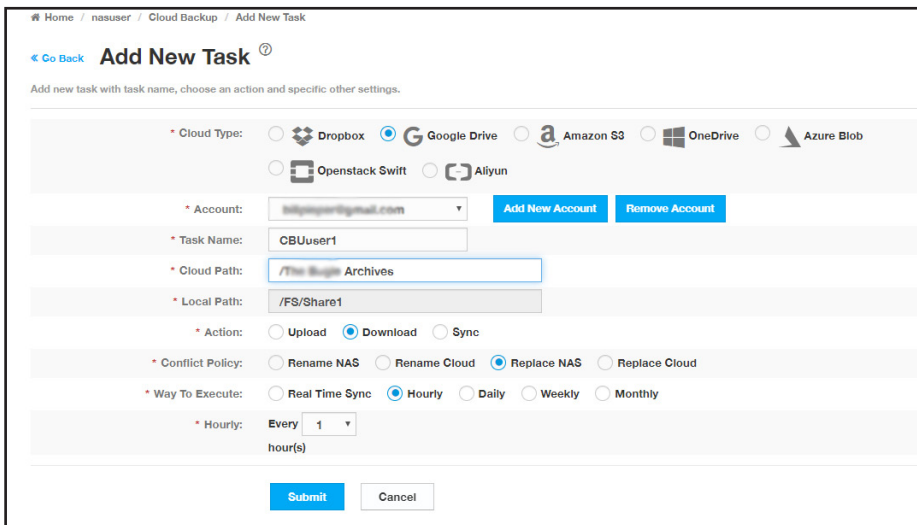 Home / nasuser / Cloud Backup / Add New Task
« Go Back Add New Task ?
Add new task with task name, choose an action and specific other settings.
* Cloud Type: Dropbox Google Drive Amazon S3 OneDrive Azure Blob
Openstack Swift Aliyun
* Account: Add New Account Remove Account
* Task Name: CBUuser1
* Cloud Path: Archives
* Local Path: /FS/Share1
* Action: Upload Download Sync
* Conflict Policy: Rename NAS Rename Cloud Replace NAS Replace Cloud
* Way To Execute: Real Time Sync Hourly Daily Weekly Monthly
* Hourly: Every 1
hour(s)
Submit Cancel